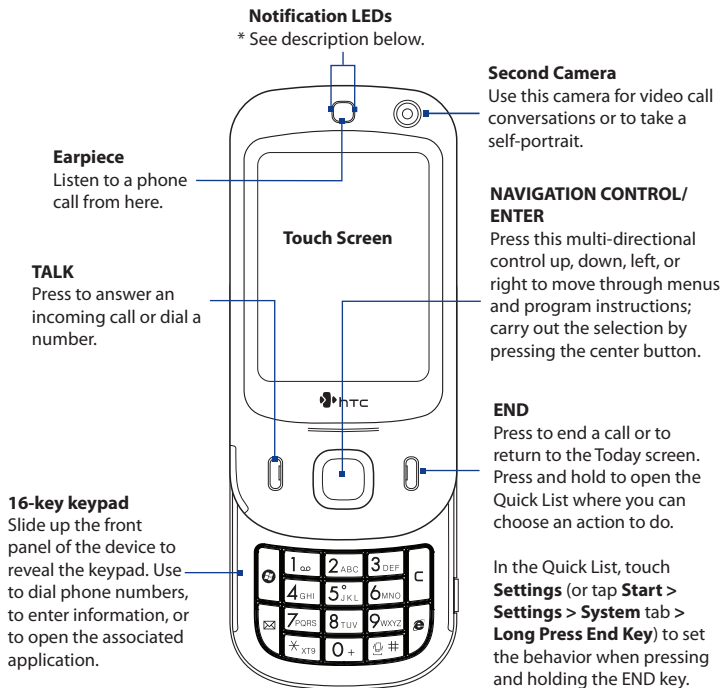 Notification LEDs
* See description below.
Second Camera
Use this camera for video call
conversations or to take a
self-portrait.
Earpiece
Listen to a phone
call from here.
NAVIGATION CONTROL/
ENTER
Press this multi-directional
control up, down, left, or
right to move through menus
and program instructions;
carry out the selection by
pressing the center button.
Touch Screen
TALK
Press to answer an
incoming call or dial a
number.
hTC
END
Press to end a call or to
return to the Today screen.
Press and hold to open the
Quick List where you can
choose an action to do.
In the Quick List, touch
Settings (or tap Start >
Settings > System tab >
Long Press End Key) to set
the behavior when pressing
and holding the END key.
16-key keypad
Slide up the front
panel of the device to
reveal the keypad. Use
to dial phone numbers,
to enter information, or
to open the associated
application.
1 2 ABC 3 DEF C
4 GHI 5 JKL 6 MNO
7 PQRS 8 TUV 9 WXYZ
* XT9 0 + #